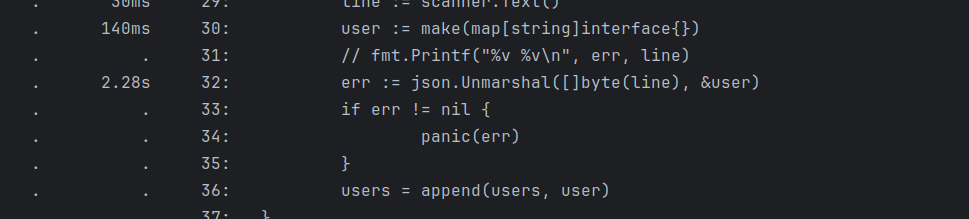 . 30ms 29: line := scanner.Text()
. 140ms 30: user := make(map[string]interface{})
. . 31: // fmt.Printf("%v %v\n", err, line)
. 2.28s 32: err := json.Unmarshal([]byte(line), &user)
. . 33: if err != nil {
. . 34: panic(err)
. . 35: }
. . 36: users = append(users, user)
. . 37: }